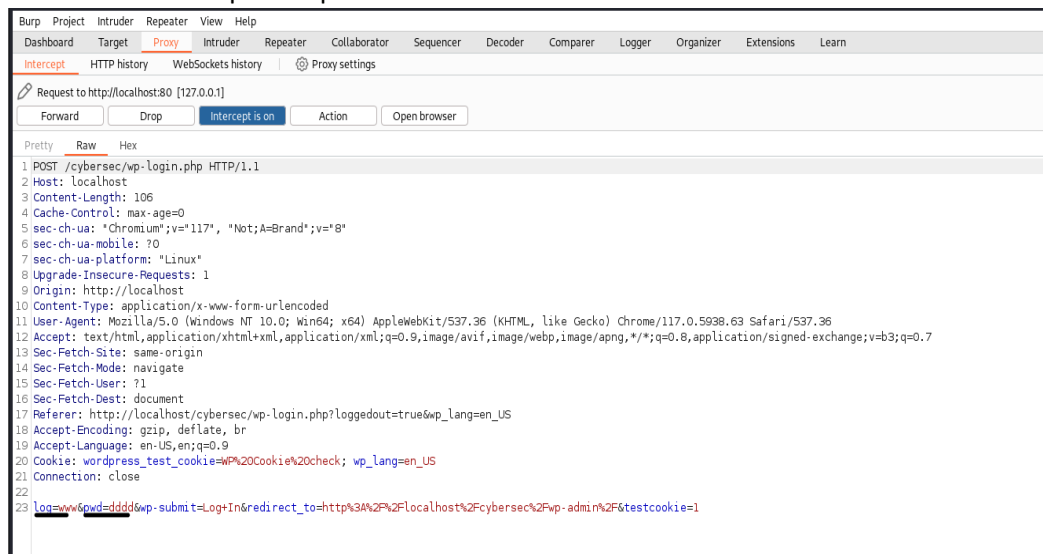 Burp Project Intruder Repeater View Help
Dashboard Target Proxy Intruder Repeater Collaborator Sequencer Decoder Comparer Logger Organizer Extensions Learn
Intercept HTTP history WebSockets history Proxy settings
Request to http://localhost:80 [127.0.0.1]
Forward Drop Intercept is on Action Open browser
Pretty Raw Hex
1 POST /cybersec/wp-login.php HTTP/1.1
2 Host: localhost
3 Content-Length: 106
4 Cache-Control: max-age=0
5 sec-ch-ua: "Chromium";v="117", "Not;A=Brand";v="8"
6 sec-ch-ua-mobile: ?0
7 sec-ch-ua-platform: "Linux"
8 Upgrade-Insecure-Requests: 1
9 Origin: http://localhost
10 Content-Type: application/x-www-form-urlencoded
11 User-Agent: Mozilla/5.0 (Windows NT 10.0; Win64; x64) AppleWebKit/537.36 (KHTML, like Gecko) Chrome/117.0.5938.63 Safari/537.36
12 Accept: text/html,application/xhtml+xml,application/xml;q=0.9,image/avif,image/webp,image/apng,*/*;q=0.8,application/signed-exchange;v=b3;q=0.7
13 Sec-Fetch-Site: same-origin
14 Sec-Fetch-Mode: navigate
15 Sec-Fetch-User: ?1
16 Sec-Fetch-Dest: document
17 Referer: http://localhost/cybersec/wp-login.php?loggedout=true&wp_lang=en_US
18 Accept-Encoding: gzip, deflate, br
19 Accept-Language: en-US,en;q=0.9
20 Cookie: wordpress_test_cookie=WP%20Cookie%20check; wp_lang=en_US
21 Connection: close
22
23 log=www&pwd=dddd&wp-submit=Log+In&redirect_to=http%3A%2F%2Flocalhost%2Fcybersec%2Fwp-admin%2F&testcookie=1